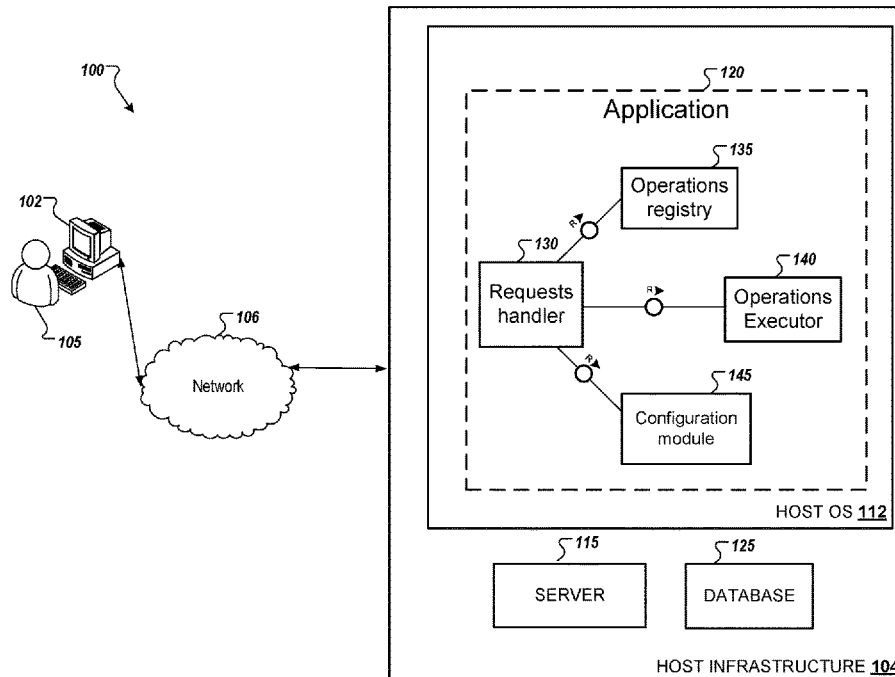 100
120
Application
135
Operations
registry
102
R
130
140
Requests
handler
R
Operations
Executor
105
106
R
145
Network
Configuration
module
HOST OS 112
115
125
SERVER
DATABASE
HOST INFRASTRUCTURE 104